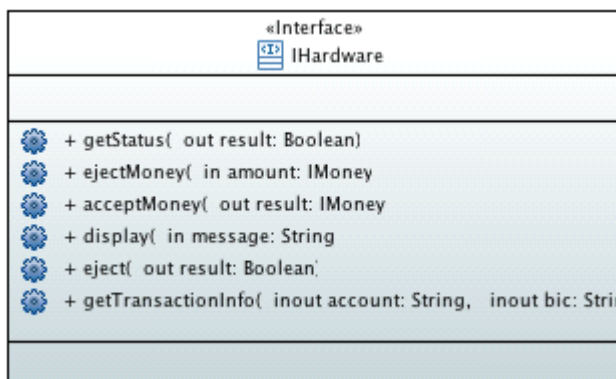 «Interface»
IHardware
+ getStatus( out result: Boolean)
+ ejectMoney( in amount: IMoney
+ acceptMoney( out result: IMoney
+ display( in message: String
+ eject( out result: Boolean)
+ getTransactionInfo( inout account: String, inout bic: Stri